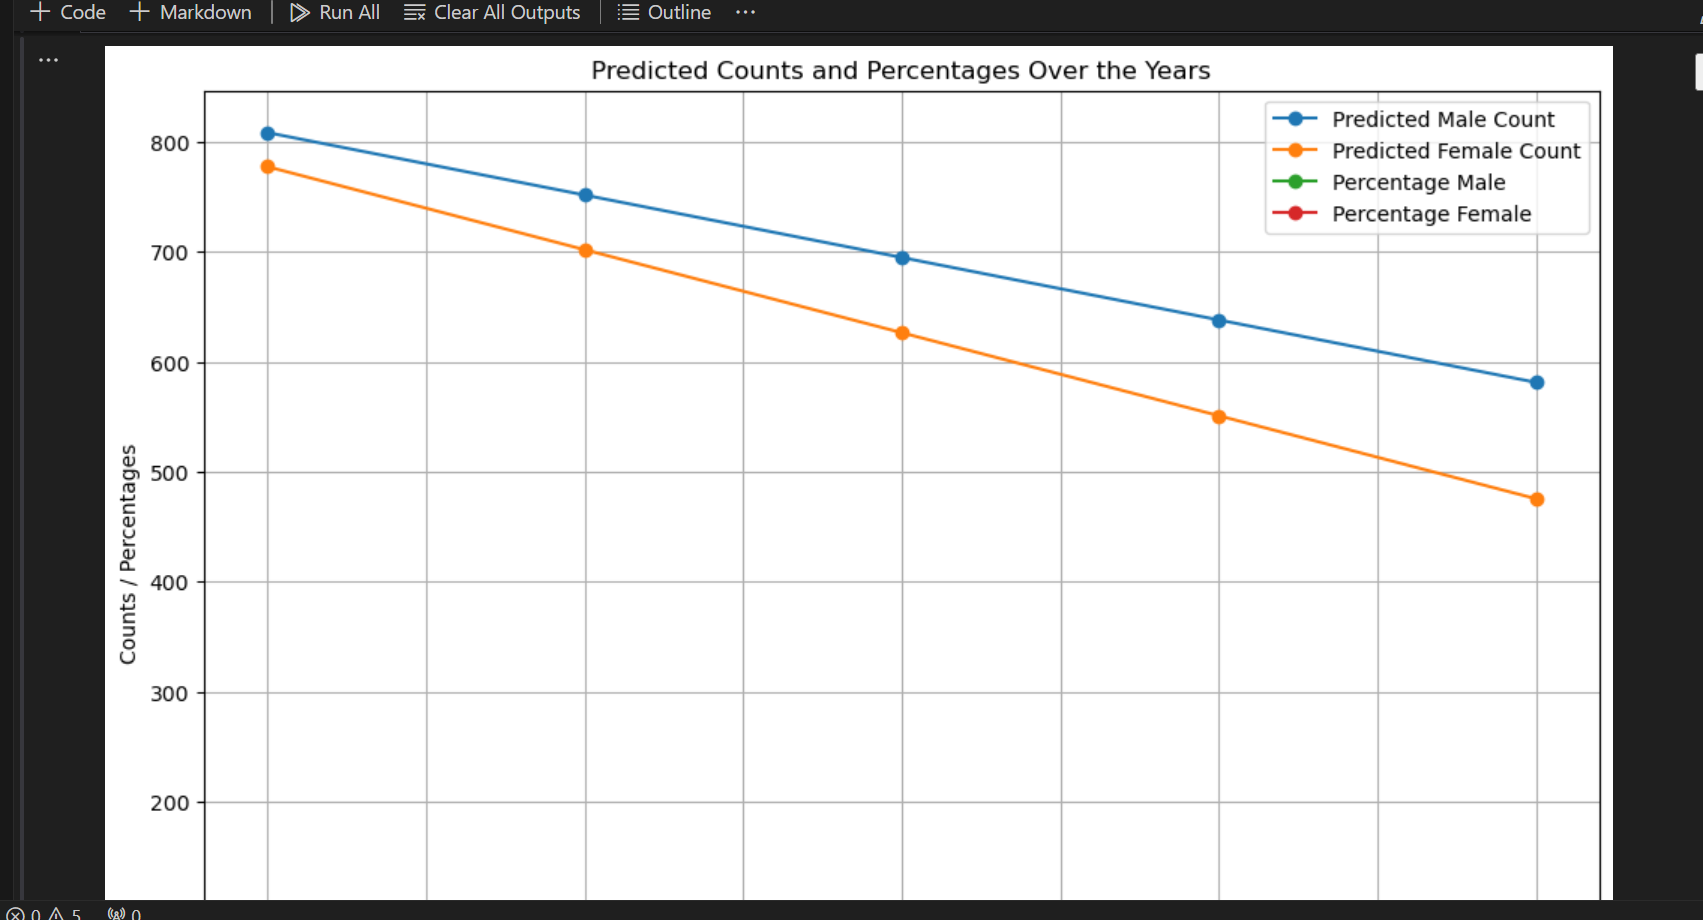 Code Markdown Run All Clear All Outputs Outline ...
...
Predicted Counts and Percentages Over the Years
Predicted Male Count
Predicted Female Count
Percentage Male
Percentage Female
Counts / Percentages
800
700
600
500
400
300
200
0 5 0